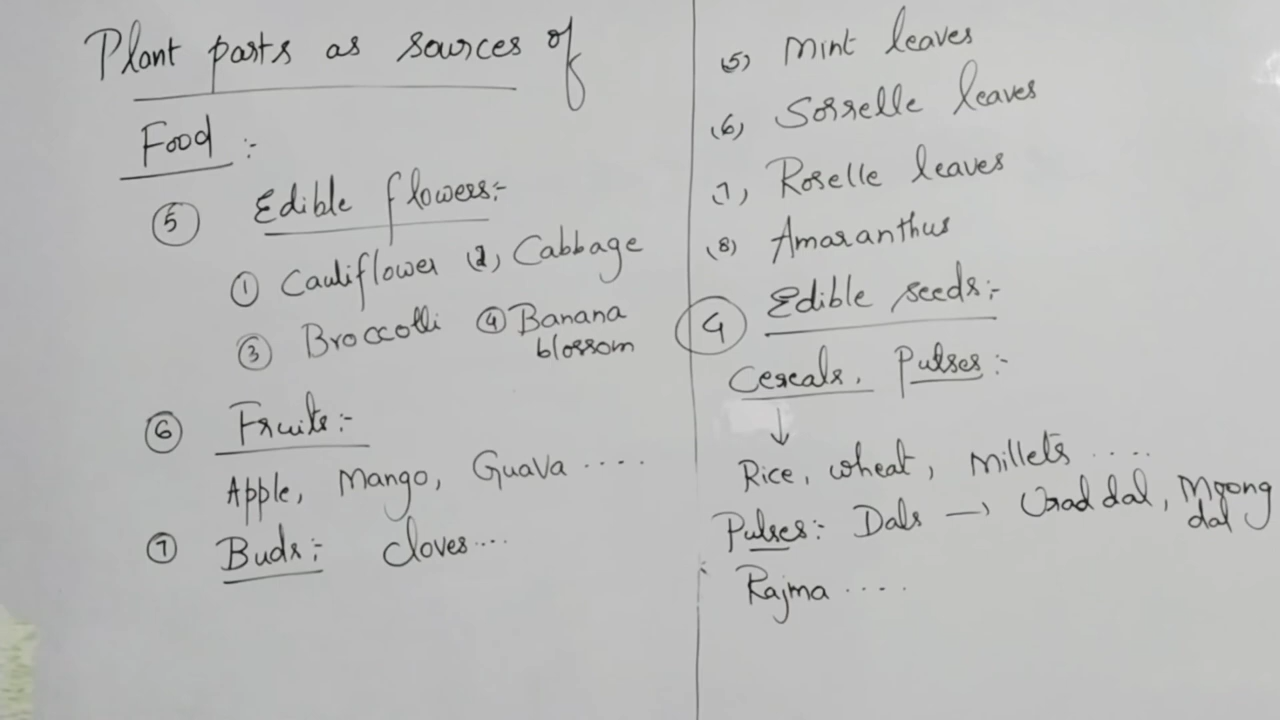 Plant parts as sources of
Food :-
⑤ Edible flowers:-
① Cauliflower (2) Cabbage
③ Broccolli ④ Banana
blossom
⑥ Fruits:-
Apple, Mango, Guava ....
⑦ Buds:- Cloves...
(5) Mint leaves
(6) Sorrelle leaves
(7) Roselle leaves
(8) Amaranthus
④ Edible seeds:-
Cereals, Pulses:-
↓
Rice, wheat, Millets .....
Pulses: Dals → Urad dal, Moong
dal
Rajma ....